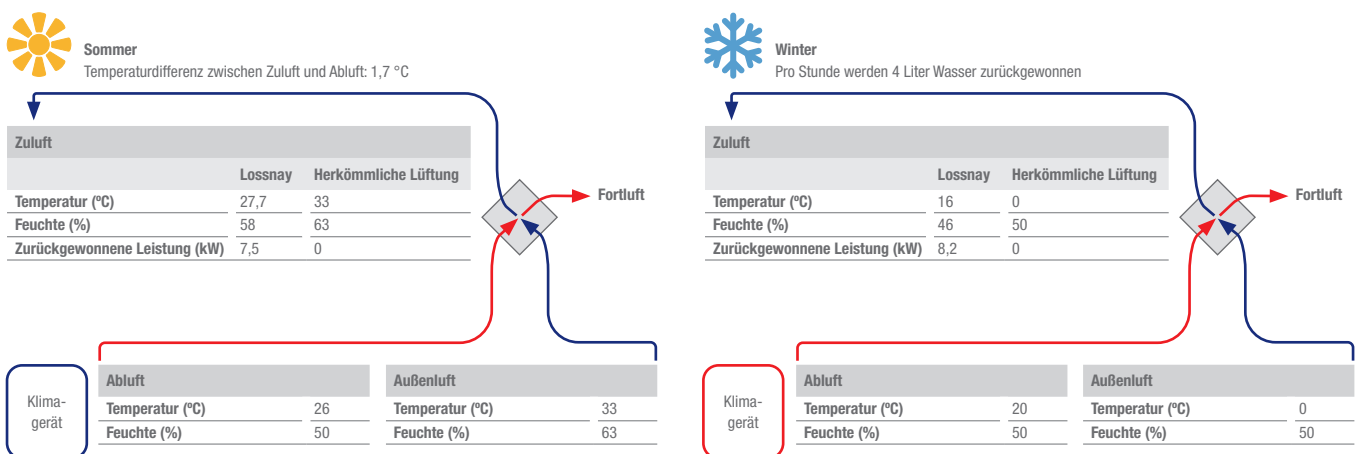 Sommer
Temperaturdifferenz zwischen Zuluft und Abluft: 1,7 °C
Zuluft
Lossnay Herkömmliche Lüftung
Temperatur (ºC) 27,7 33
Feuchte (%) 58 63
Zurückgewonnene Leistung (kW) 7,5 0
Fortluft
Klima-
gerät
Abluft
Temperatur (ºC) 26
Feuchte (%) 50
Außenluft
Temperatur (ºC) 33
Feuchte (%) 63
Winter
Pro Stunde werden 4 Liter Wasser zurückgewonnen
Zuluft
Lossnay Herkömmliche Lüftung
Temperatur (ºC) 16 0
Feuchte (%) 46 50
Zurückgewonnene Leistung (kW) 8,2 0
Fortluft
Klima-
gerät
Abluft
Temperatur (ºC) 20
Feuchte (%) 50
Außenluft
Temperatur (ºC) 0
Feuchte (%) 50